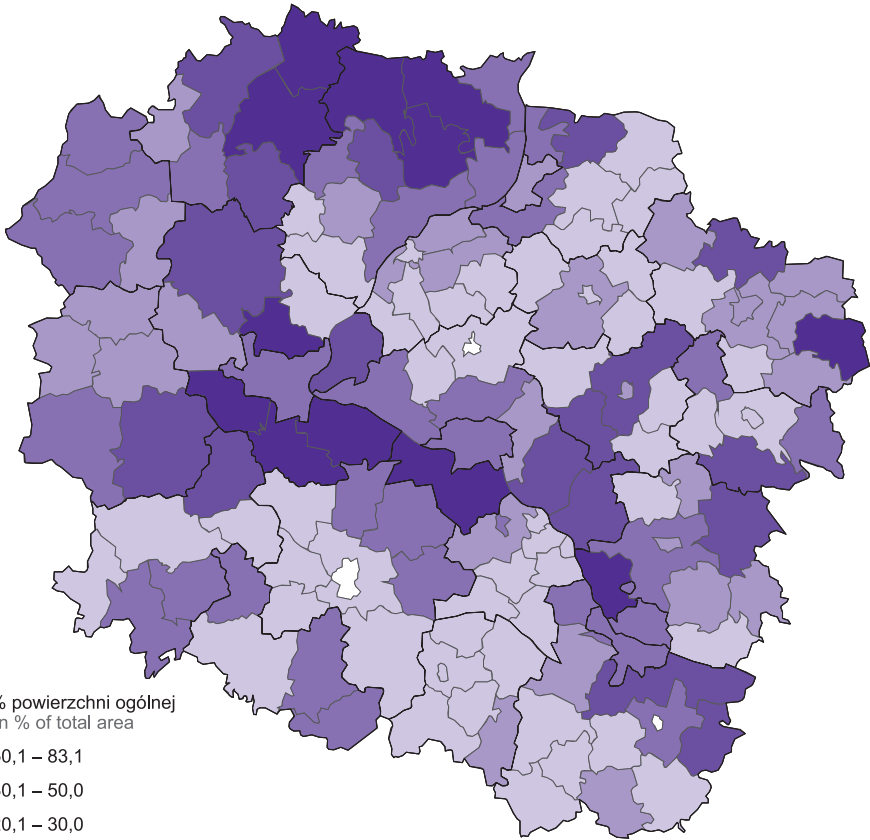 % powierzchni ogólnej
n % of total area
0,1 – 83,1
0,1 – 50,0
0,1 – 30,0